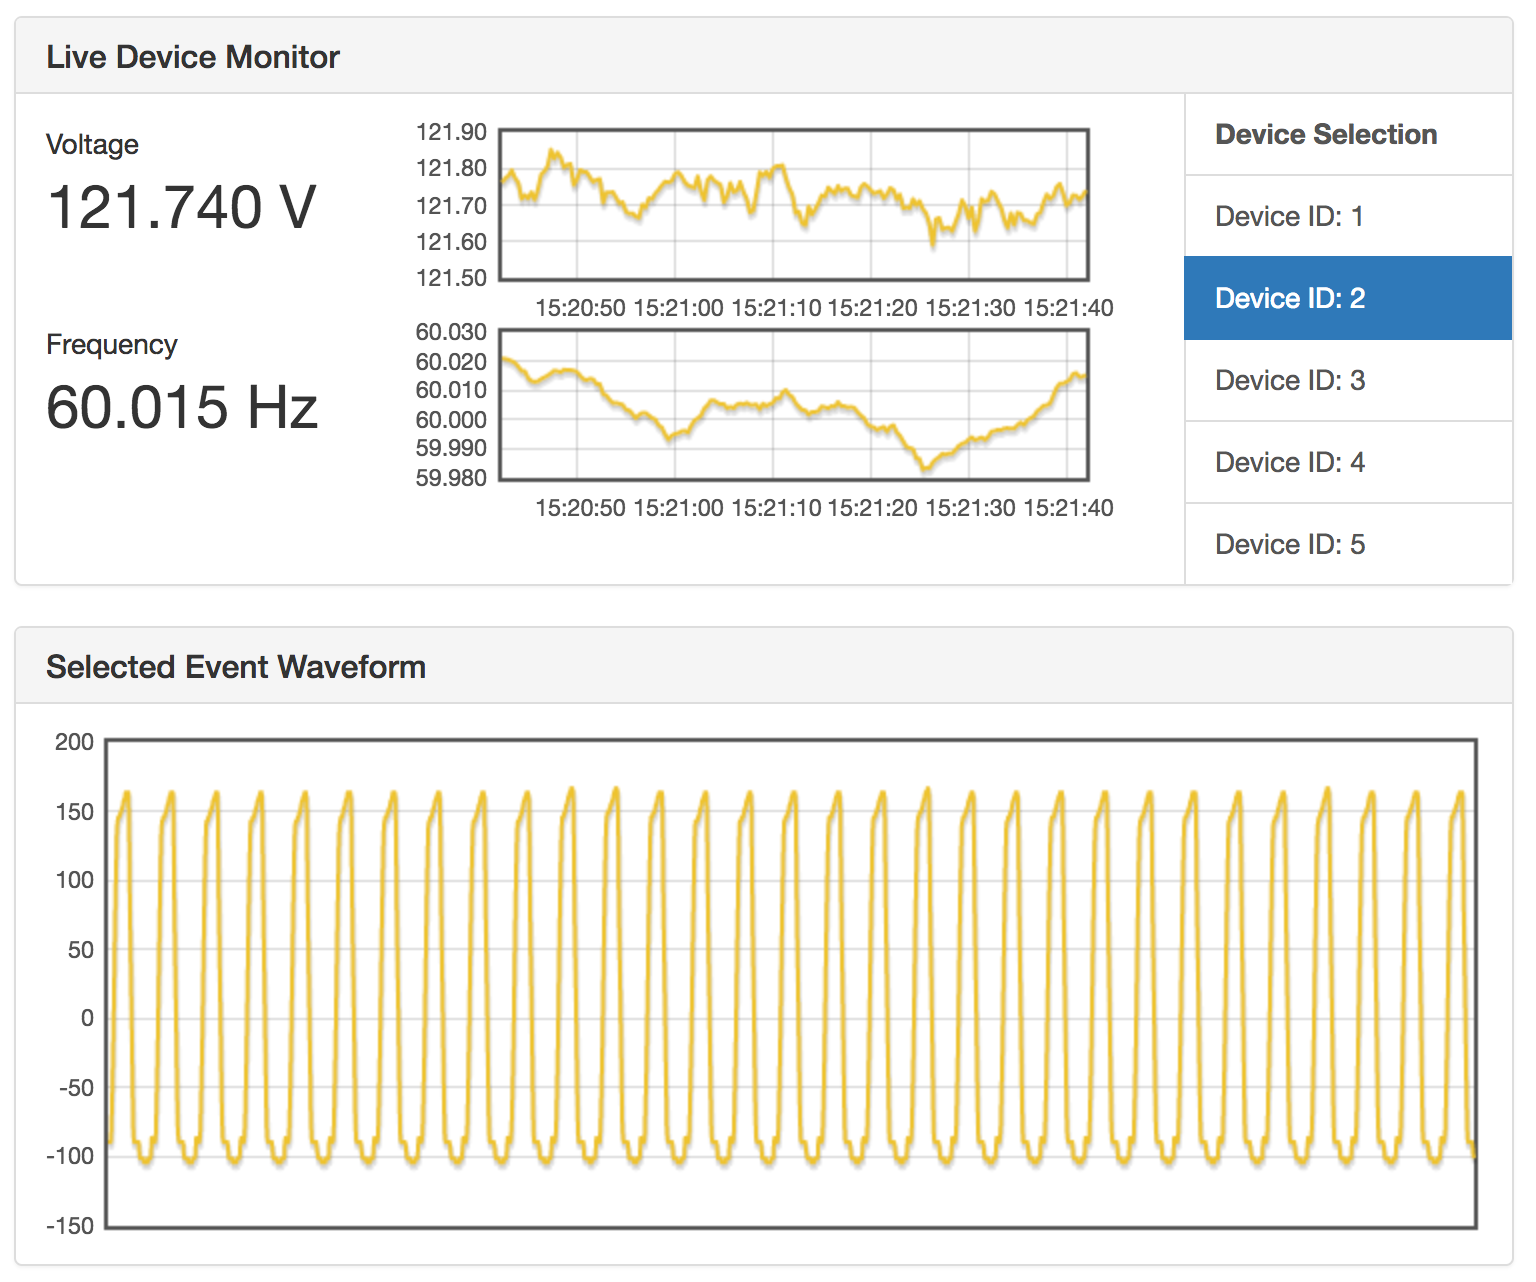 Live Device Monitor
Voltage
121.740 V
121.90
121.80
121.70
121.60
121.50
15:20:50 15:21:00 15:21:10 15:21:20 15:21:30 15:21:40
Frequency
60.015 Hz
60.030
60.020
60.010
60.000
59.990
59.980
15:20:50 15:21:00 15:21:10 15:21:20 15:21:30 15:21:40
Device Selection
Device ID: 1
Device ID: 2
Device ID: 3
Device ID: 4
Device ID: 5
Selected Event Waveform
200
150
100
50
0
-50
-100
-150